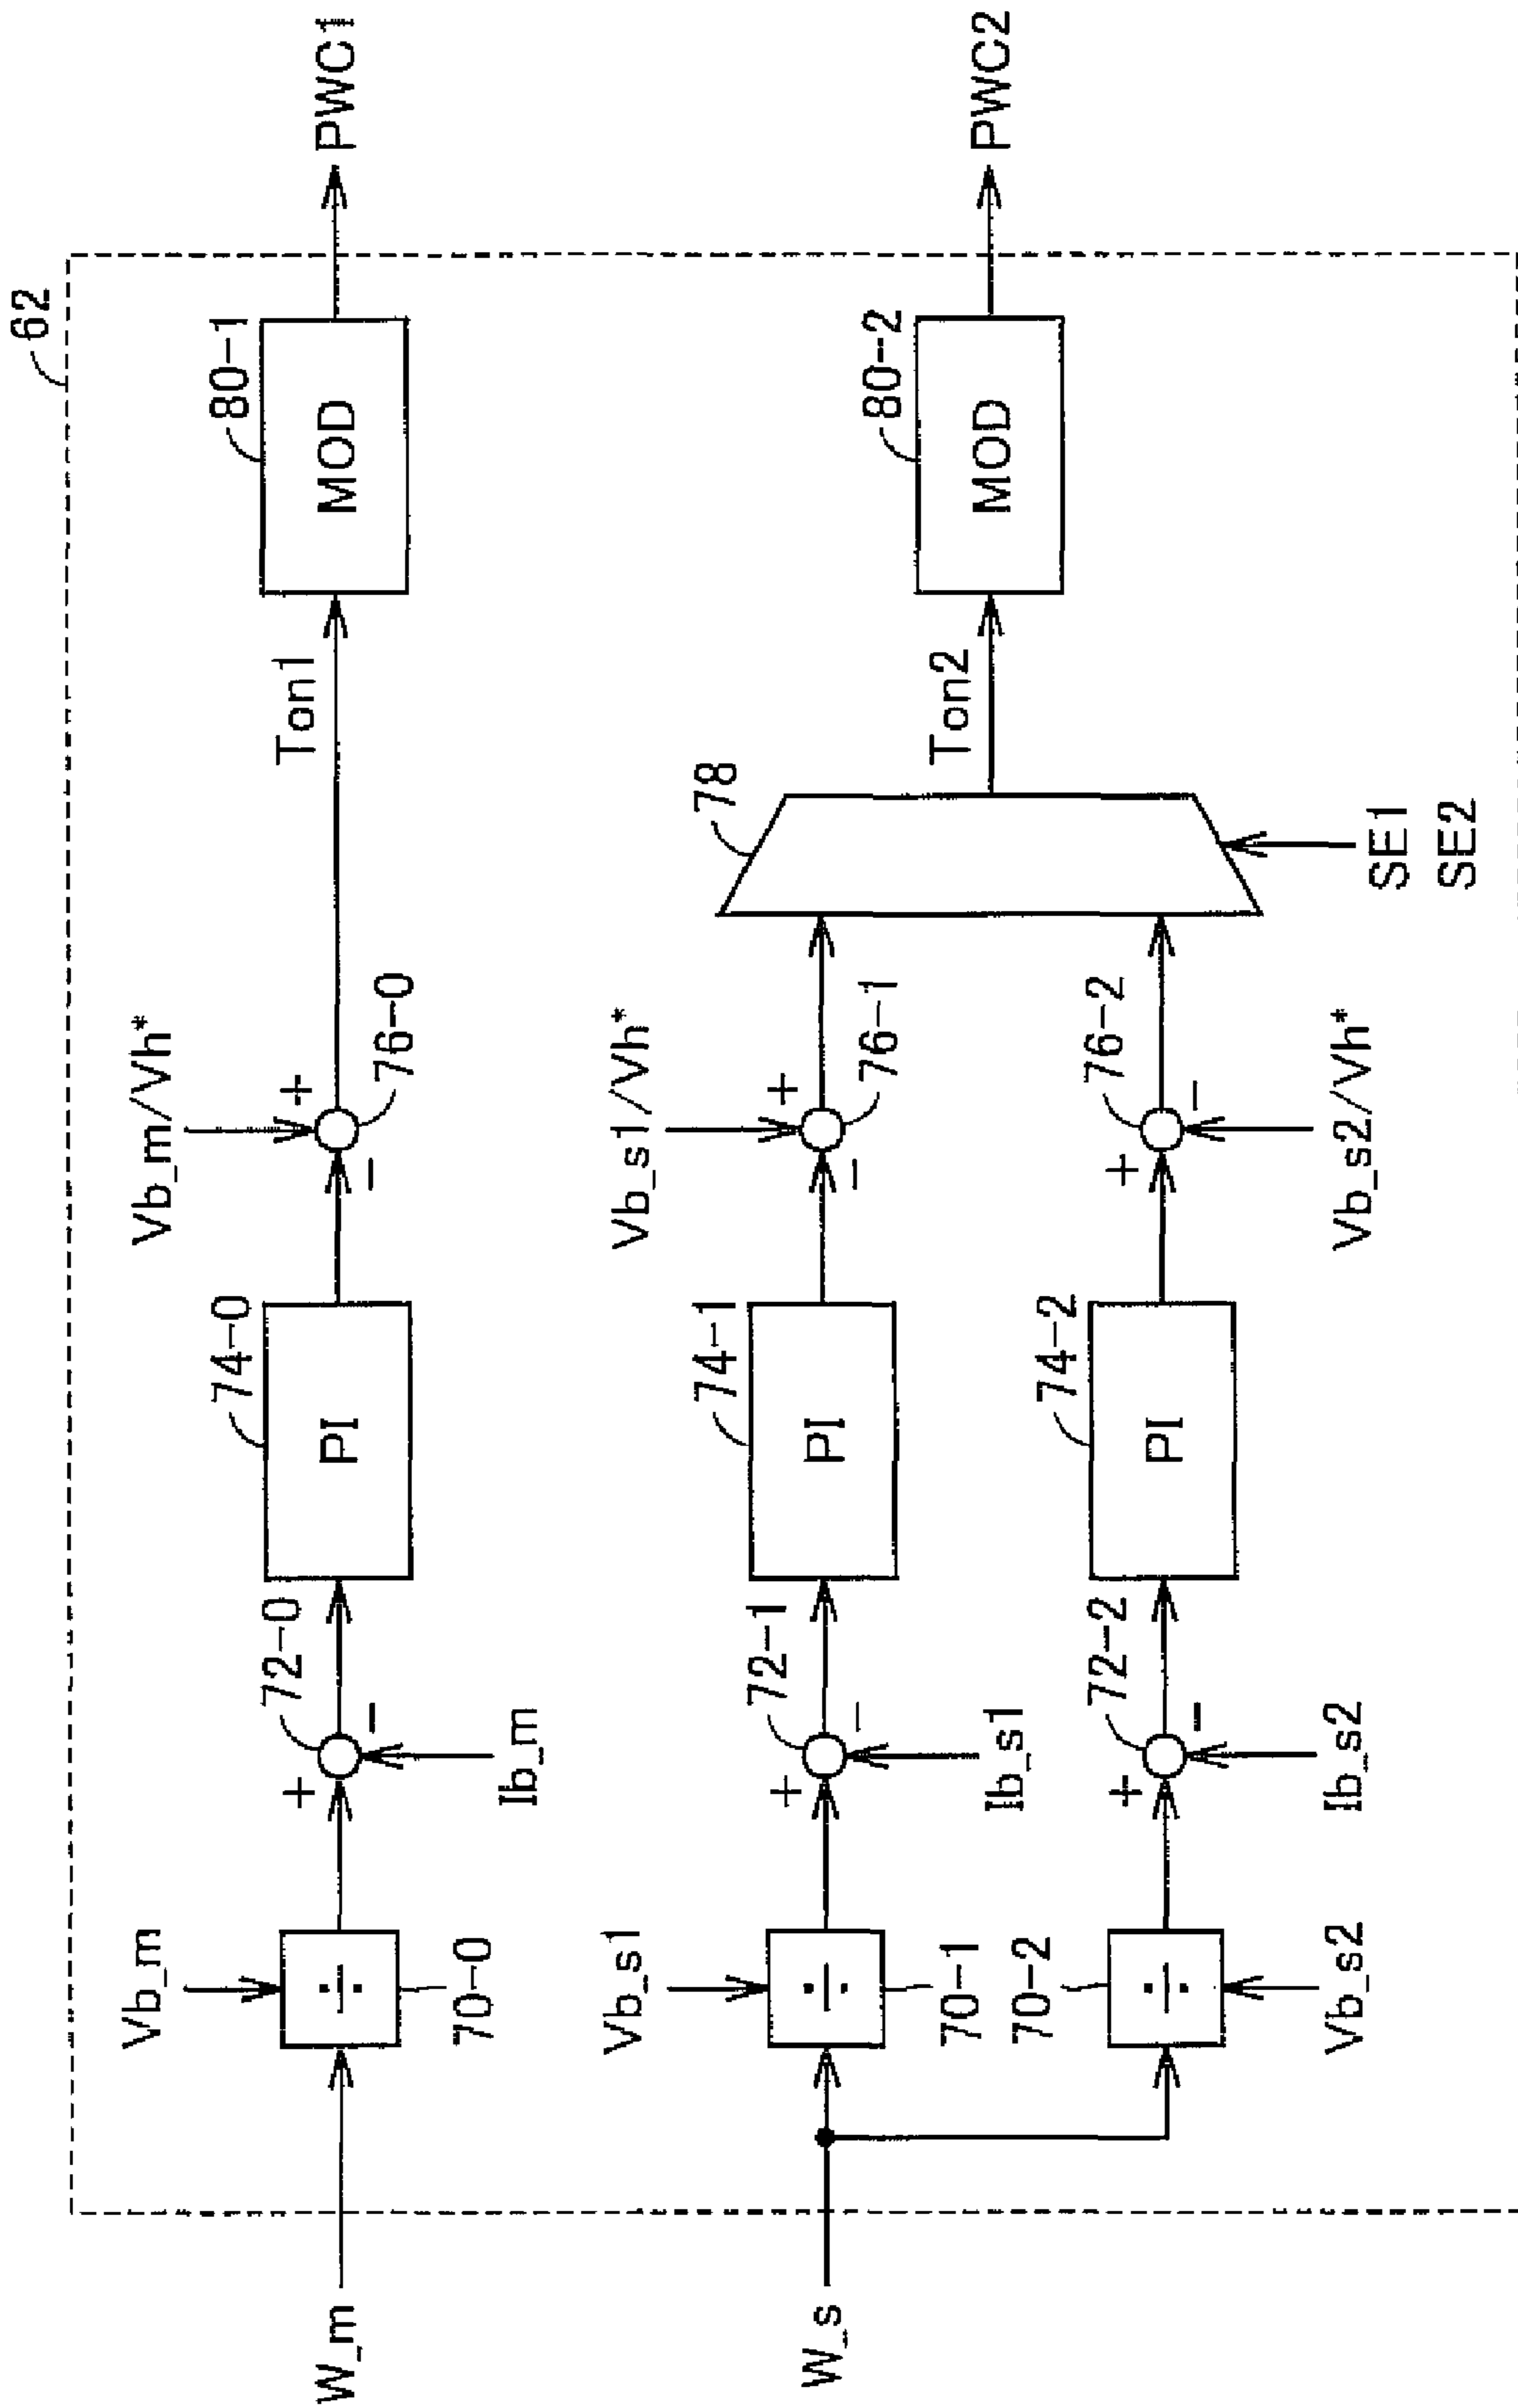 62
W_m
Vb_m
÷
70-0
+
72-0
−
Ib_m
PI
74-0
Vb_m/Vh*
+
−
76-0
Ton1
MOD
80-1
PWC1
W_s
Vb_s1
÷
70-1
+
72-1
−
Ib_s1
PI
74-1
Vb_s1/Vh*
+
−
76-1
78
SE1
SE2
Ton2
MOD
80-2
PWC2
70-2
÷
Vb_s2
+
72-2
−
Ib_s2
PI
74-2
+
76-2
−
Vb_s2/Vh*